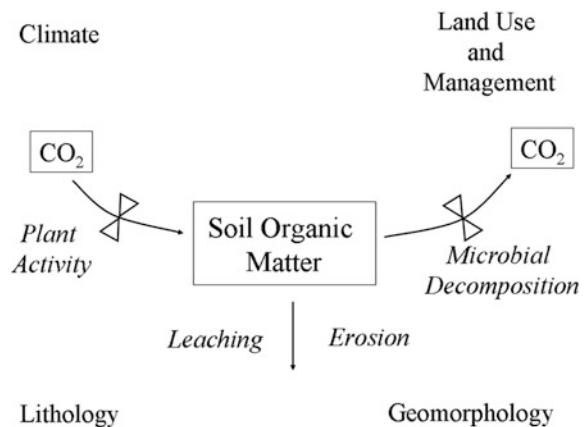 Climate
Land Use
and
Management
CO₂
CO₂
Plant
Activity
Soil Organic
Matter
Microbial
Decomposition
Leaching
Erosion
Lithology
Geomorphology